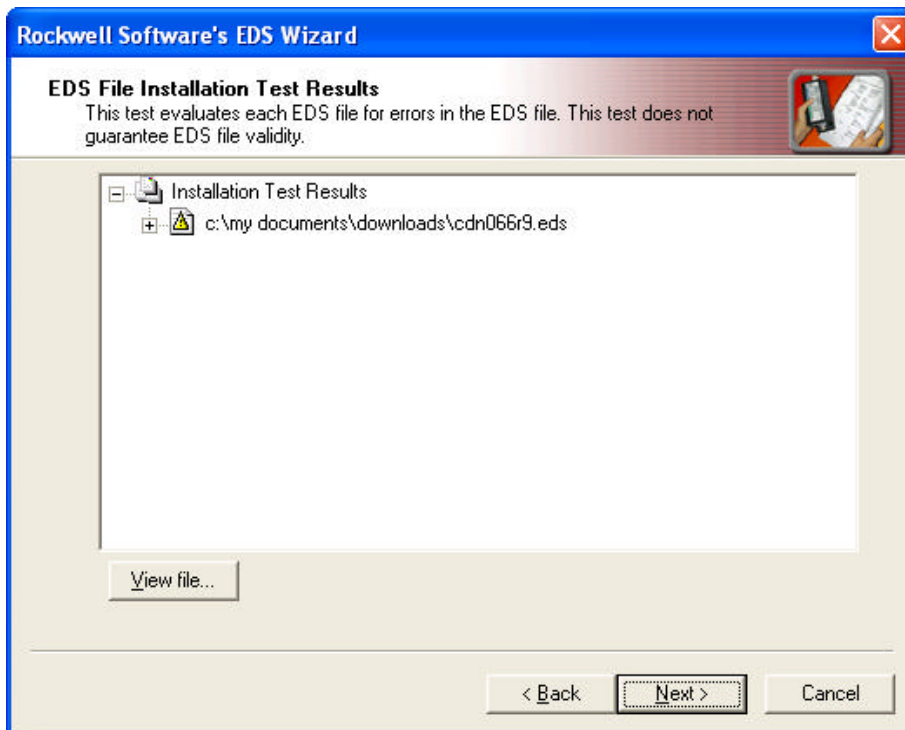 Rockwell Software's EDS Wizard
EDS File Installation Test Results
This test evaluates each EDS file for errors in the EDS file. This test does not
guarantee EDS file validity.
Installation Test Results
c:\my documents\downloads\cdn066r9.eds
View file...
< Back Next > Cancel